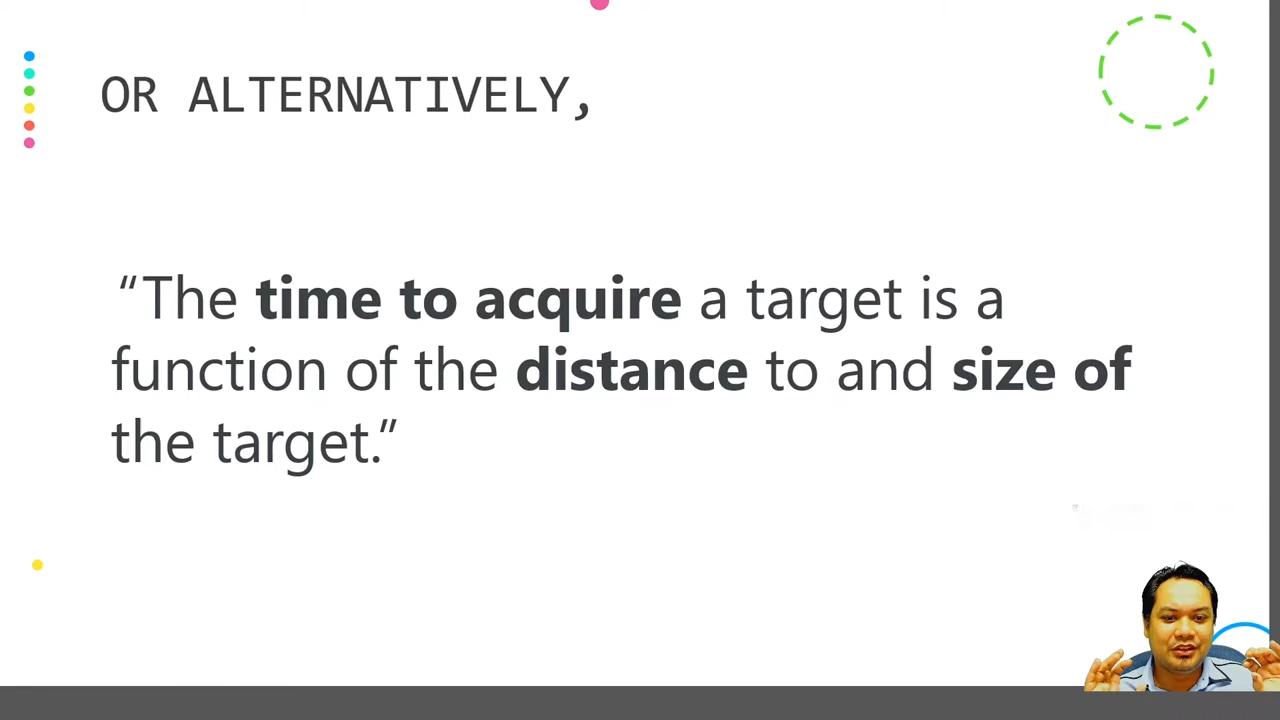 OR ALTERNATIVELY,
“The time to acquire a target is a
function of the distance to and size of
the target.”